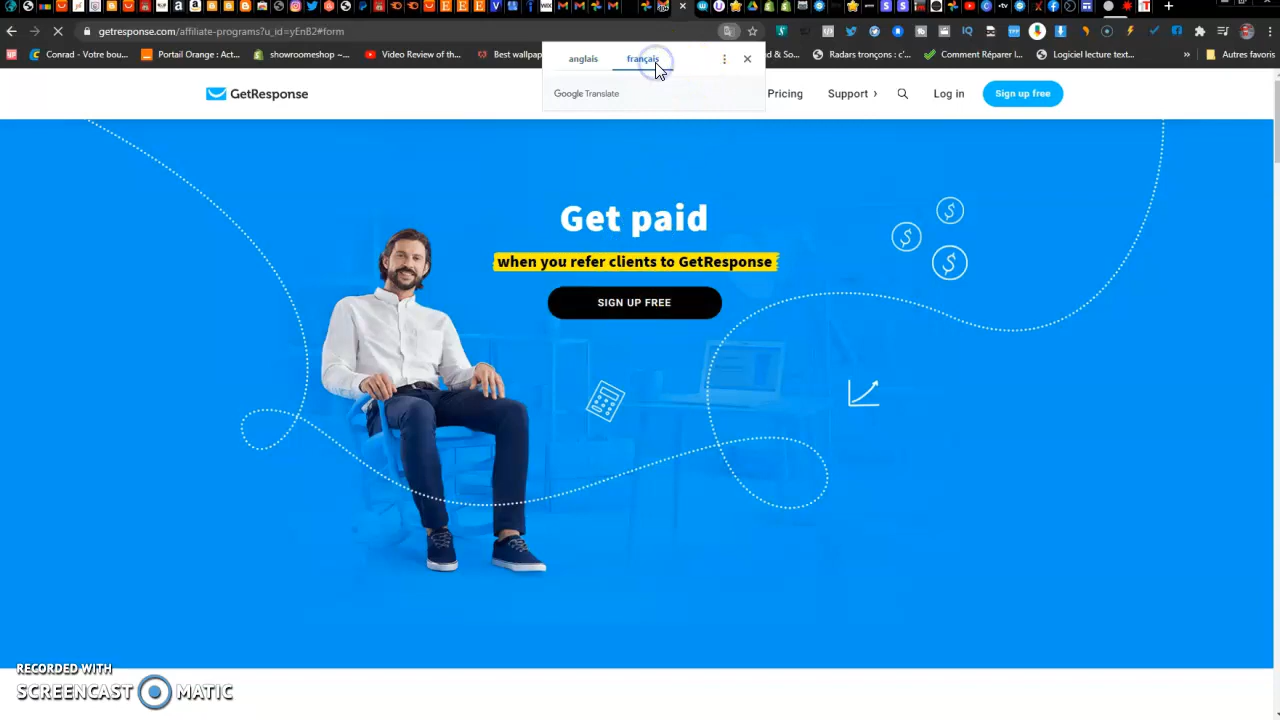 getresponse.com/affiliate-programs?u_id=yEnB2#form
Conrad - Votre bou...
Portail Orange : Act...
showroomeshop –...
Video Review of the...
Best wallpap
d & So...
Radars tronçons : d'...
Comment Réparer l...
Logiciel lecture text...
»
Autres favoris
anglais
français
Google Translate
GetResponse
Pricing
Support
Log in
Sign up free
Get paid
when you refer clients to GetResponse
SIGN UP FREE
RECORDED WITH
SCREENCAST MATIC